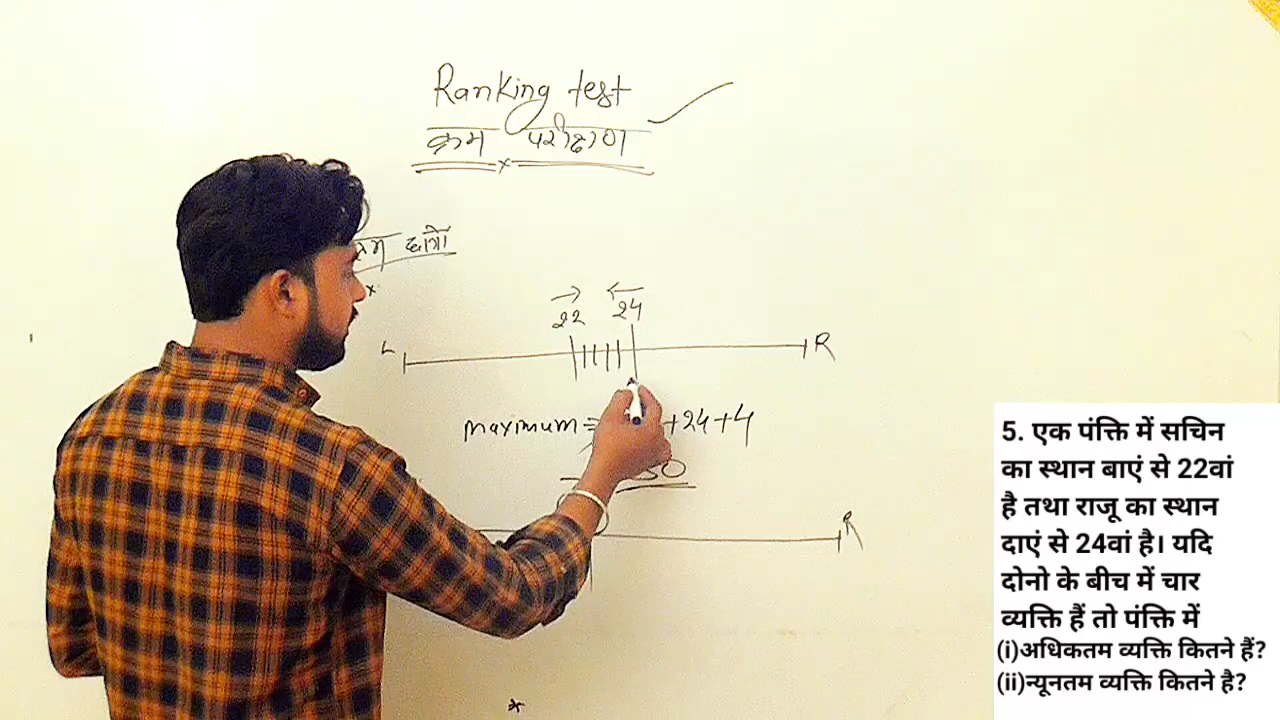 Ranking test
क्रम परीक्षण
22 24
L R
maximum = +24+4
50
R
5. एक पंक्ति में सचिन
का स्थान बाएं से 22वां
है तथा राजू का स्थान
दाएं से 24वां है। यदि
दोनो के बीच में चार
व्यक्ति हैं तो पंक्ति में
(i)अधिकतम व्यक्ति कितने हैं?
(ii)न्यूनतम व्यक्ति कितने है?